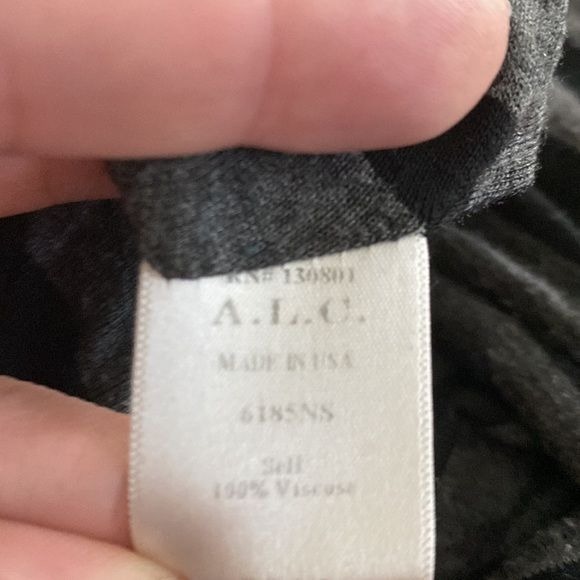 RN# 130801
A.L.C.
MADE IN USA
6185NS
Self
100% Viscose